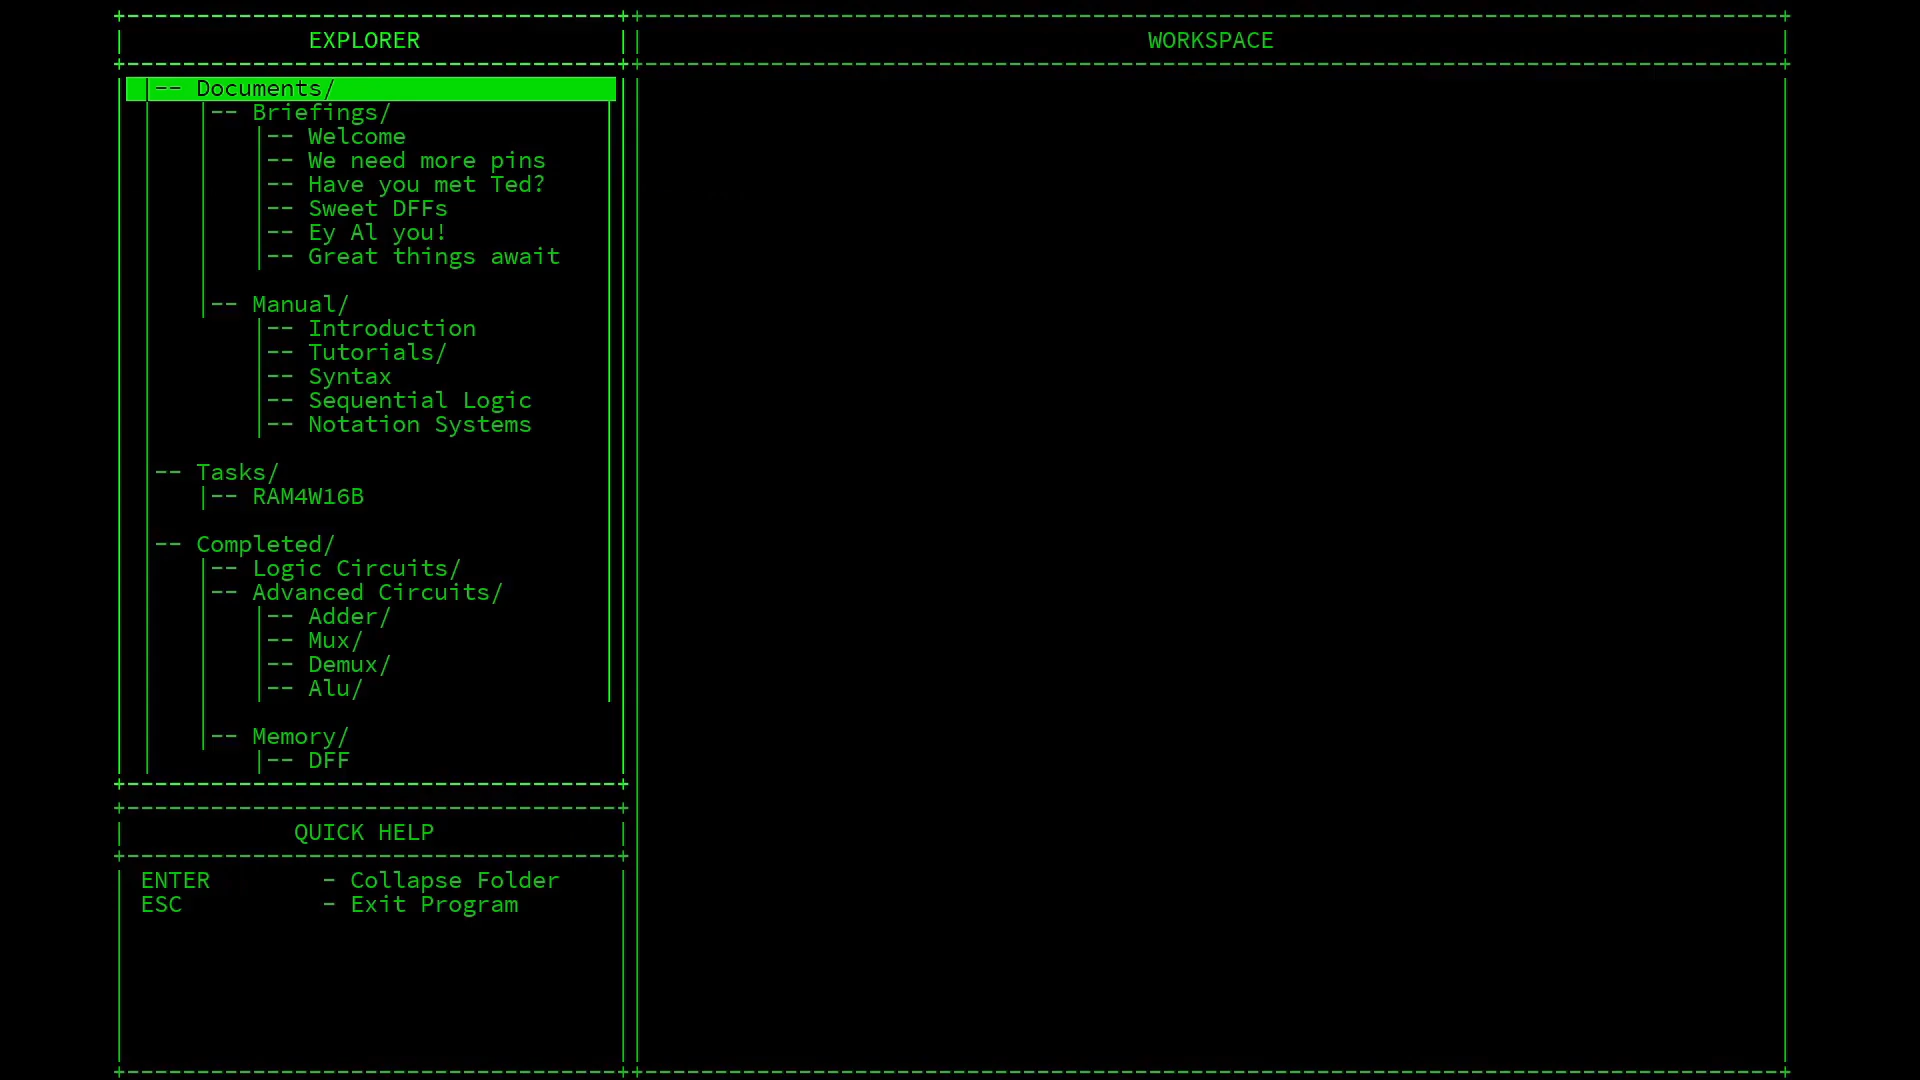 EXPLORER
WORKSPACE
|-- Documents/
|-- Briefings/
|-- Welcome
|-- We need more pins
|-- Have you met Ted?
|-- Sweet DFFs
|-- Ey Al you!
|-- Great things await
|-- Manual/
|-- Introduction
|-- Tutorials/
|-- Syntax
|-- Sequential Logic
|-- Notation Systems
|-- Tasks/
|-- RAM4W16B
|-- Completed/
|-- Logic Circuits/
|-- Advanced Circuits/
|-- Adder/
|-- Mux/
|-- Demux/
|-- Alu/
|-- Memory/
|-- DFF
QUICK HELP
ENTER - Collapse Folder
ESC - Exit Program